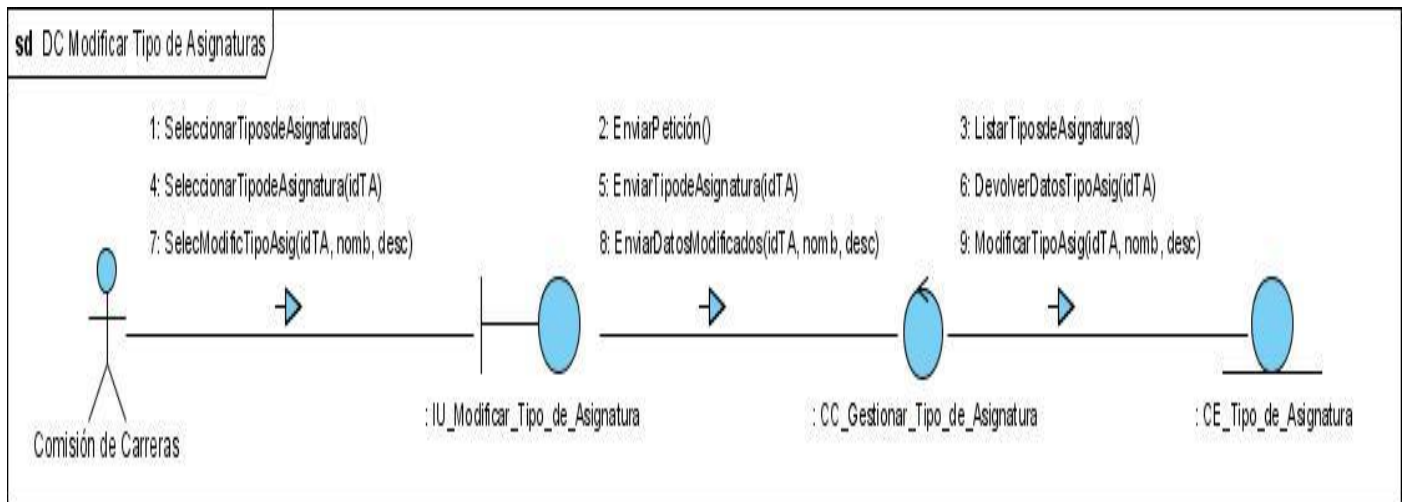 sd DC Modificar Tipo de Asignaturas
1: SeleccionarTiposdeAsignaturas()
2: EnviarPetición()
3: ListarTiposdeAsignaturas()
4: SeleccionarTipodeAsignatura(idTA)
5: EnviarTipodeAsignatura(idTA)
6: DevolverDatosTipoAsig(idTA)
7: SelecModificTipoAsig(idTA, nomb, desc)
8: EnviarDatosModificados(idTA, nomb, desc)
9: ModificarTipoAsig(idTA, nomb, desc)
Comisión de Carreras
: IU_Modificar_Tipo_de_Asignatura
: CC_Gestionar_Tipo_de_Asignatura
: CE_Tipo_de_Asignatura